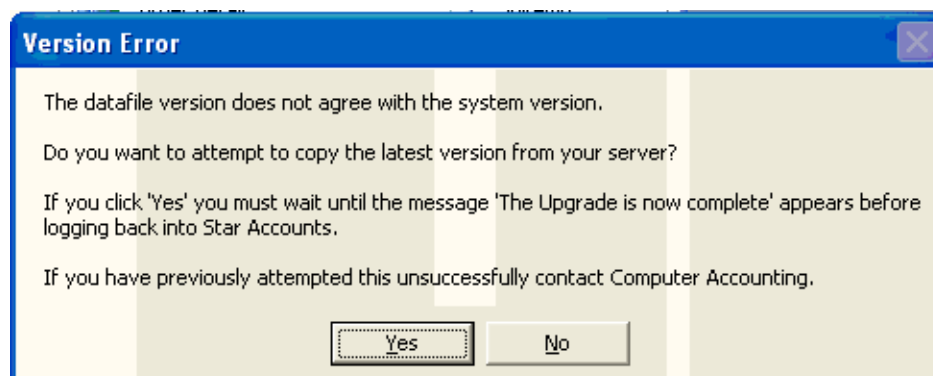 Version Error
The datafile version does not agree with the system version.
Do you want to attempt to copy the latest version from your server?
If you click 'Yes' you must wait until the message 'The Upgrade is now complete' appears before
logging back into Star Accounts.
If you have previously attempted this unsuccessfully contact Computer Accounting.
Yes No